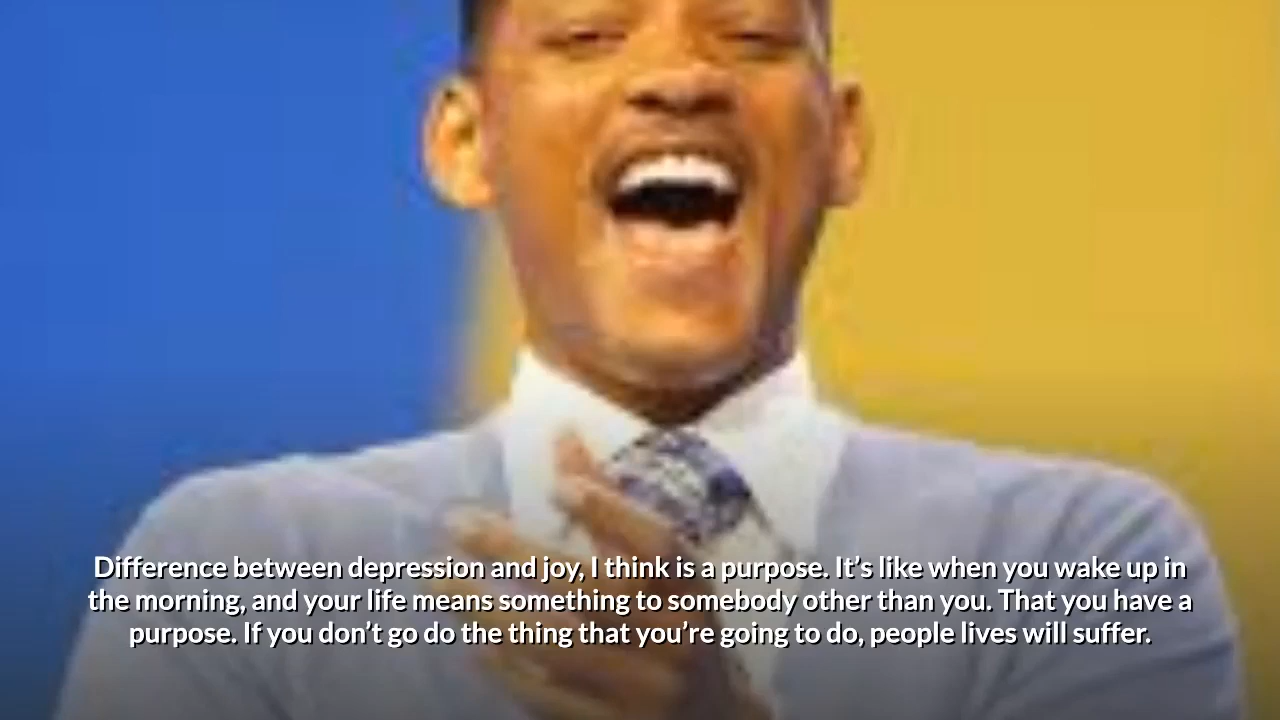 Difference between depression and joy, I think is a purpose. It’s like when you wake up in
the morning, and your life means something to somebody other than you. That you have a
purpose. If you don’t go do the thing that you’re going to do, people lives will suffer.